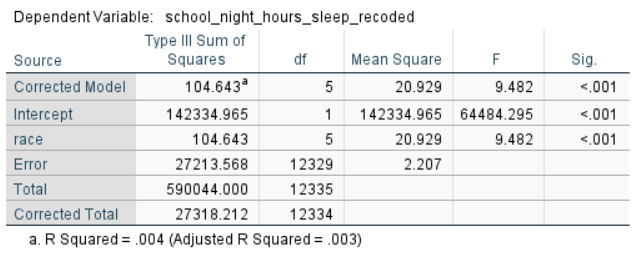 Dependent Variable: school_night_hours_sleep_recoded
Source Type III Sum of Squares df Mean Square F Sig.
Corrected Model 104.643a 5 20.929 9.482 <.001
Intercept 142334.965 1 142334.965 64484.295 <.001
race 104.643 5 20.929 9.482 <.001
Error 27213.568 12329 2.207
Total 590044.000 12335
Corrected Total 27318.212 12334
a. R Squared = .004 (Adjusted R Squared = .003)